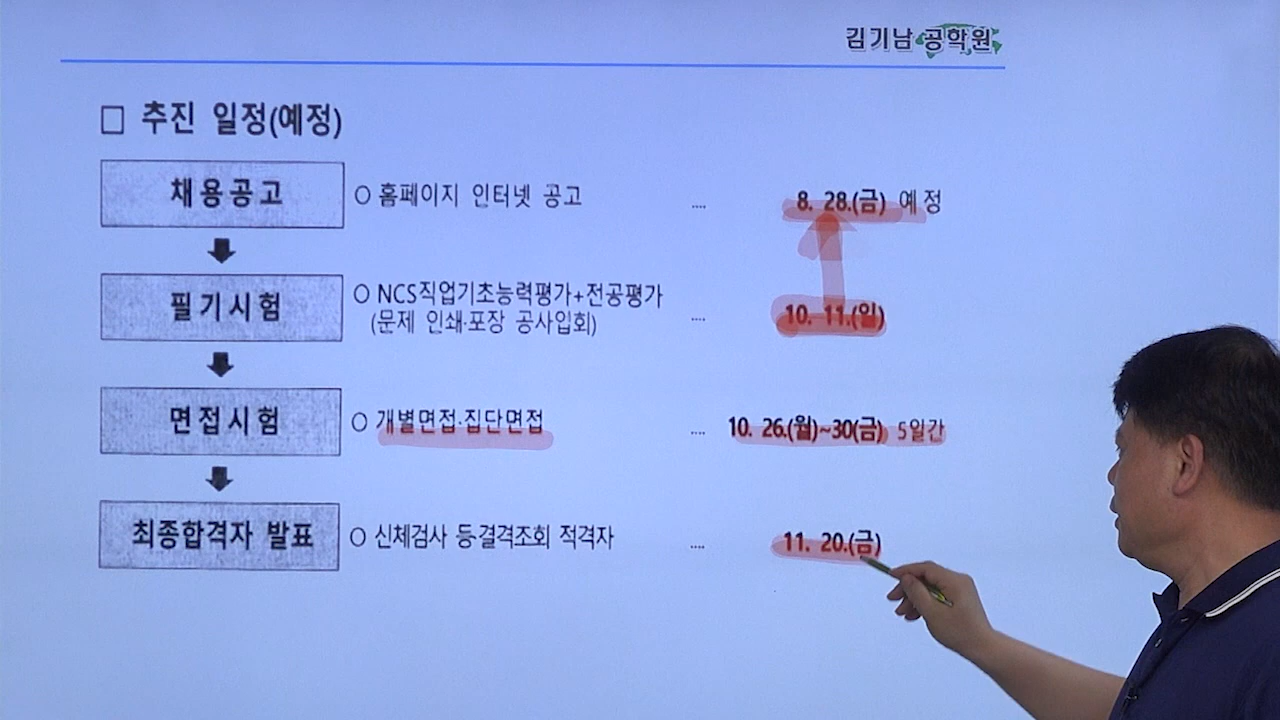 김기남 공학원
□ 추진 일정(예정)
채용공고 ○ 홈페이지 인터넷 공고 .... 8. 28.(금) 예정
필기시험 ○ NCS직업기초능력평가+전공평가
(문제 인쇄·포장 공사입회) .... 10. 11.(일)
면접시험 ○ 개별면접·집단면접 .... 10. 26.(월)~30(금) 5일간
최종합격자 발표 ○ 신체검사 등·결격조회 적격자 .... 11. 20.(금)